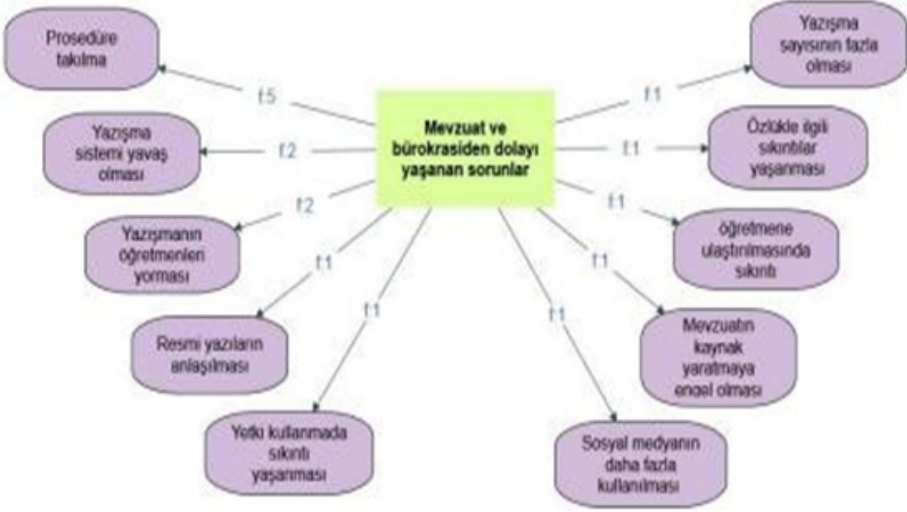 Prosedüre
takılma
f:5
Yazışma
sistemi yavaş
olması
f:2
Yazışmanın
öğretmenleri
yorması
f:2
Resmi yazıların
anlaşılması
f:1
Yetki kullanmada
sıkıntı
yaşanması
f:1
Mevzuat ve
bürokrasiden dolayı
yaşanan sorunlar
Yazışma
sayısının fazla
olması
f:1
Özlükle ilgili
sıkıntılar
yaşanması
f:1
öğretmene
ulaştırılmasında
sıkıntı
f:1
Mevzuatın
kaynak
yaratmaya
engel olması
f:1
Sosyal medyanın
daha fazla
kullanılması
f:1